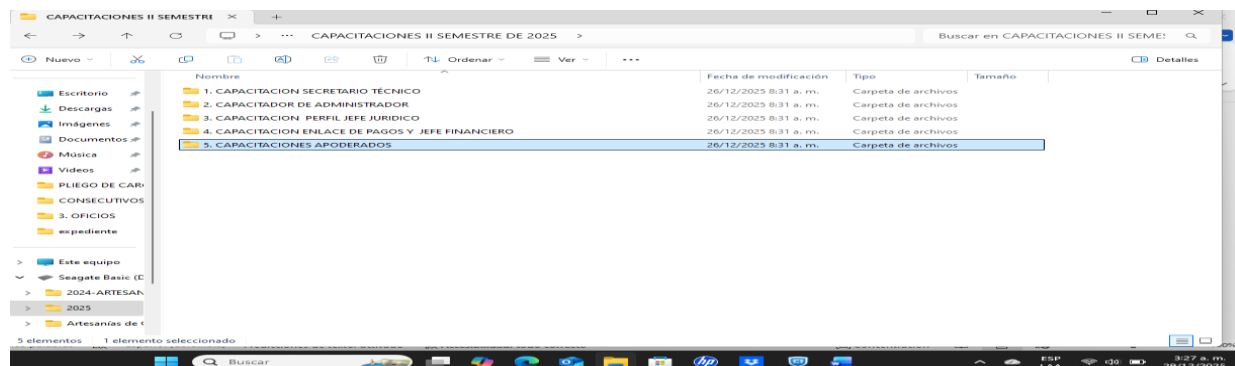 CAPACITACIONES II SEMESTRE
CAPACITACIONES II SEMESTRE DE 2025
Buscar en CAPACITACIONES II SEME:
Nuevo
Ordenar
Ver
Detalles
Nombre Fecha de modificación Tipo Tamaño
Escritorio
Descargas
Imágenes
Documentos
Música
Videos
PLIEGO DE CAR
CONSECUTIVOS
3. OFICIOS
expediente
Este equipo
Seagate Basic (D
2024-ARTESAN
2025
Artesanías de
1. CAPACITACION SECRETARIO TÉCNICO 26/12/2025 8:31 a. m. Carpeta de archivos
2. CAPACITADOR DE ADMINISTRADOR 26/12/2025 8:31 a. m. Carpeta de archivos
3. CAPACITACION PERFIL JEFE JURIDICO 26/12/2025 8:31 a. m. Carpeta de archivos
4. CAPACITACION ENLACE DE PAGOS Y JEFE FINANCIERO 26/12/2025 8:31 a. m. Carpeta de archivos
5. CAPACITACIONES APODERADOS 26/12/2025 8:31 a. m. Carpeta de archivos
5 elementos 1 elemento seleccionado
Buscar
ESP
3:27 a. m.